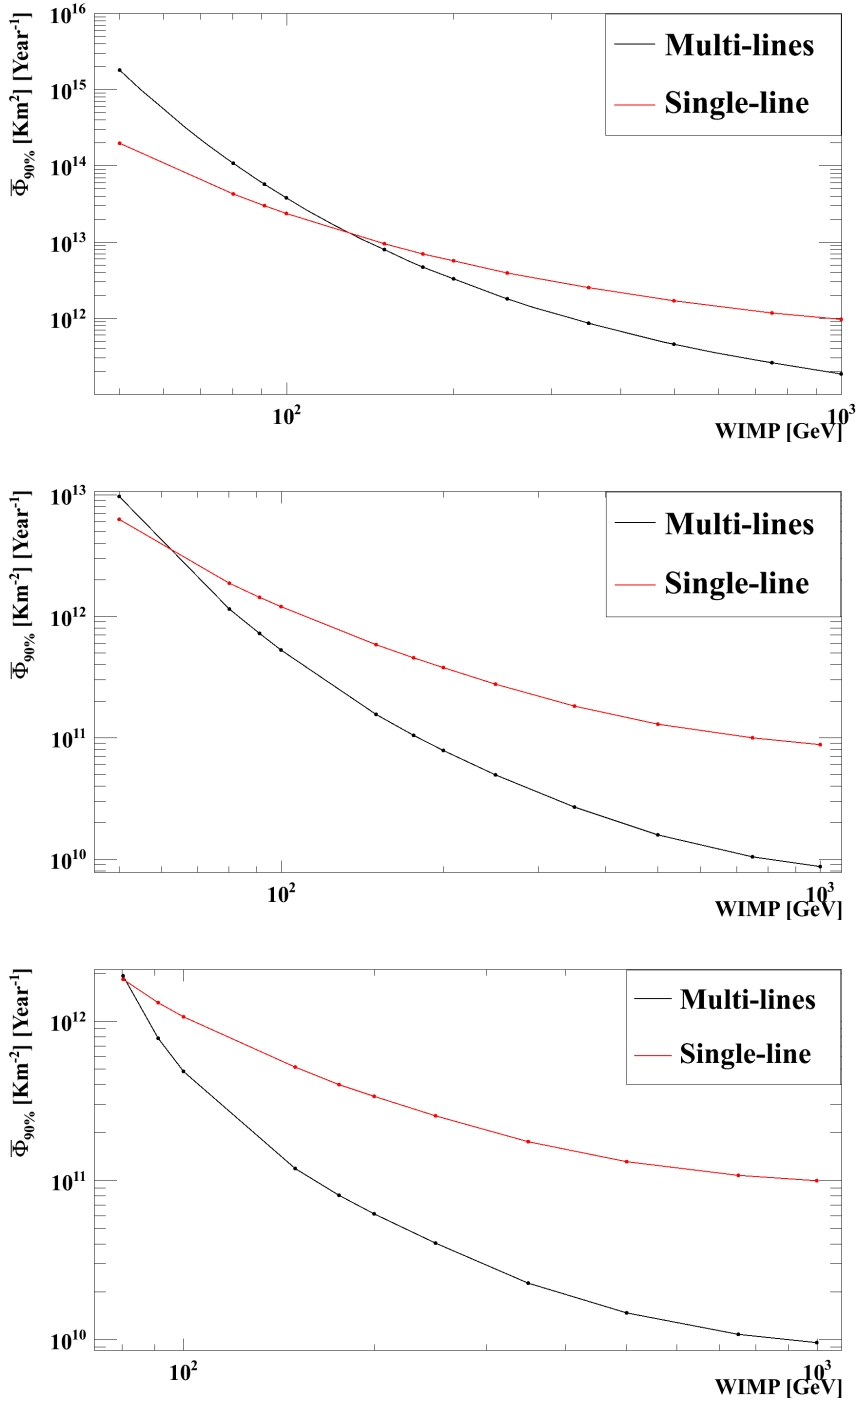 Φ̅90% [Km-2] [Year-1]
10^16
10^15
10^14
10^13
10^12
Multi-lines
Single-line
10^2
10^3
WIMP [GeV]
Φ̅90% [Km-2] [Year-1]
10^13
10^12
10^11
10^10
Multi-lines
Single-line
10^2
10^3
WIMP [GeV]
Φ̅90% [Km-2] [Year-1]
10^12
10^11
10^10
Multi-lines
Single-line
10^2
10^3
WIMP [GeV]